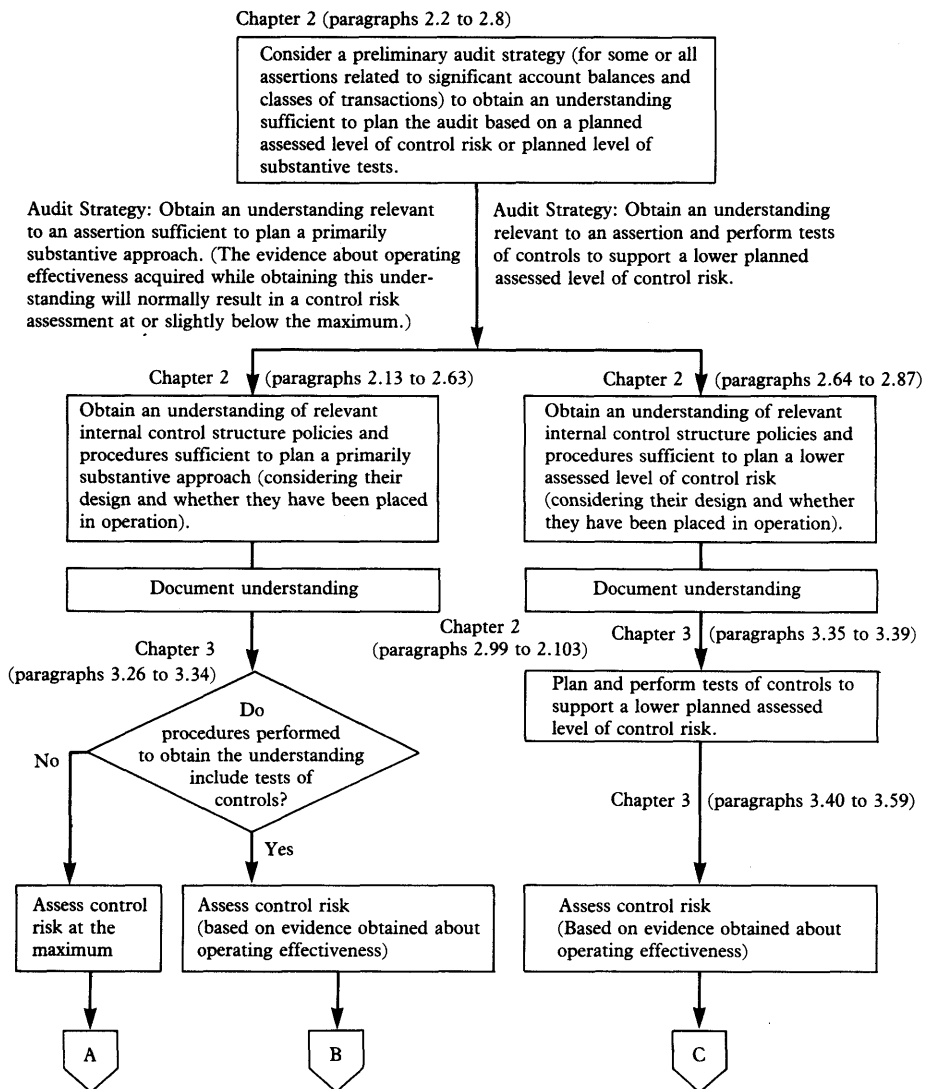 Chapter 2 (paragraphs 2.2 to 2.8)
Consider a preliminary audit strategy (for some or all
assertions related to significant account balances and
classes of transactions) to obtain an understanding
sufficient to plan the audit based on a planned
assessed level of control risk or planned level of
substantive tests.
Audit Strategy: Obtain an understanding relevant
to an assertion sufficient to plan a primarily
substantive approach. (The evidence about operating
effectiveness acquired while obtaining this under-
standing will normally result in a control risk
assessment at or slightly below the maximum.)
Audit Strategy: Obtain an understanding
relevant to an assertion and perform tests
of controls to support a lower planned
assessed level of control risk.
Chapter 2 (paragraphs 2.13 to 2.63)
Obtain an understanding of relevant
internal control structure policies and
procedures sufficient to plan a primarily
substantive approach (considering their
design and whether they have been placed
in operation).
Document understanding
Chapter 3
(paragraphs 3.26 to 3.34)
Do
procedures performed
to obtain the understanding
include tests of
controls?
No
Yes
Assess control
risk at the
maximum
Assess control risk
(based on evidence obtained about
operating effectiveness)
A
B
Chapter 2 (paragraphs 2.64 to 2.87)
Obtain an understanding of relevant
internal control structure policies and
procedures sufficient to plan a lower
assessed level of control risk
(considering their design and whether
they have been placed in operation).
Document understanding
Chapter 2
(paragraphs 2.99 to 2.103)
Chapter 3 (paragraphs 3.35 to 3.39)
Plan and perform tests of controls to
support a lower planned assessed
level of control risk.
Chapter 3 (paragraphs 3.40 to 3.59)
Assess control risk
(Based on evidence obtained about
operating effectiveness)
C